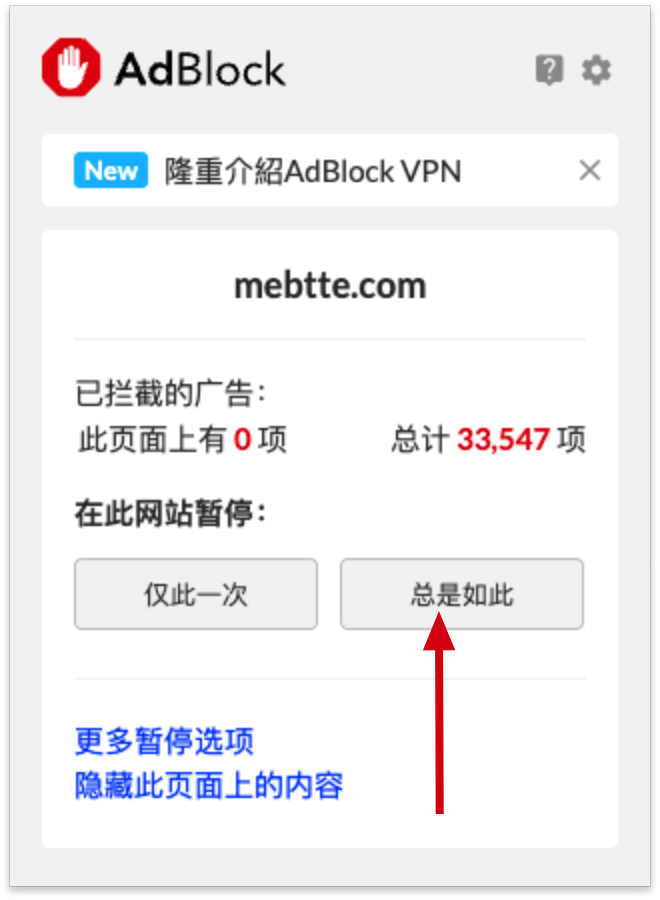 AdBlock
New 隆重介紹AdBlock VPN
mebtte.com
已拦截的广告：
此页面上有 0 项 总计 33,547 项
在此网站暂停：
仅此一次 总是如此
更多暂停选项
隐藏此页面上的内容